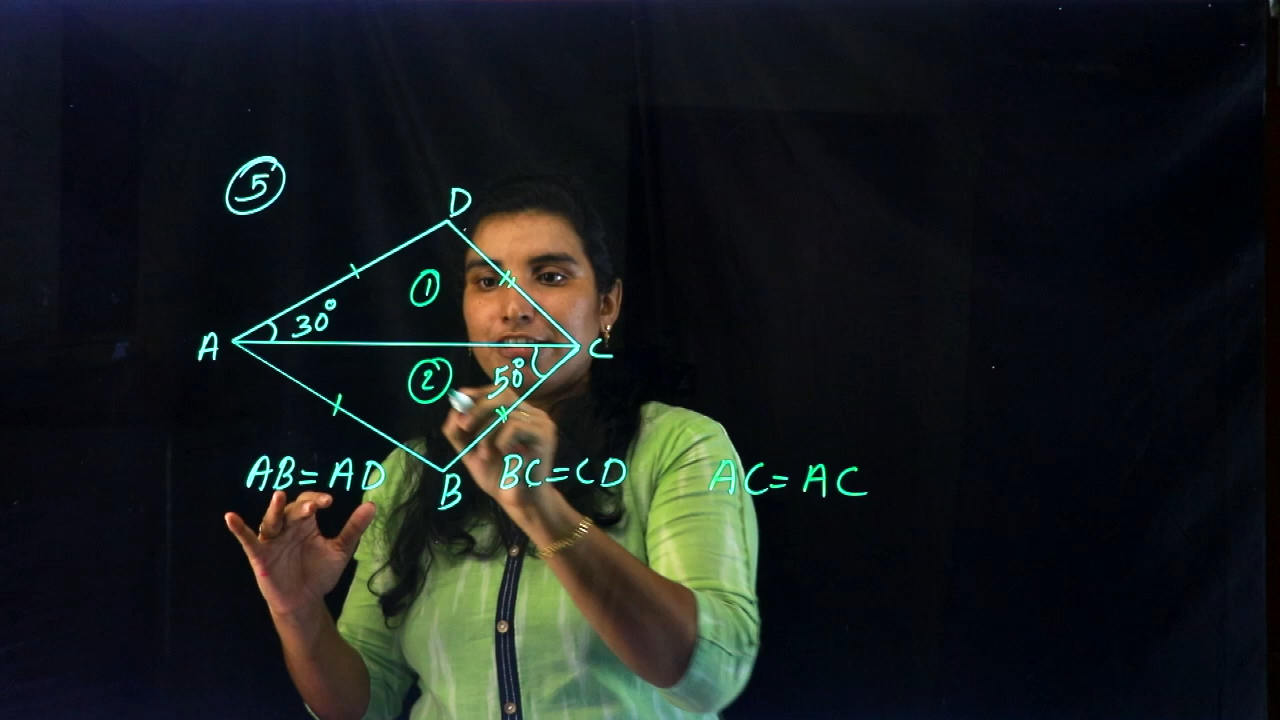 5
D
1
30°
A
C
2
50°
AB = AD
B
BC = CD
AC = AC